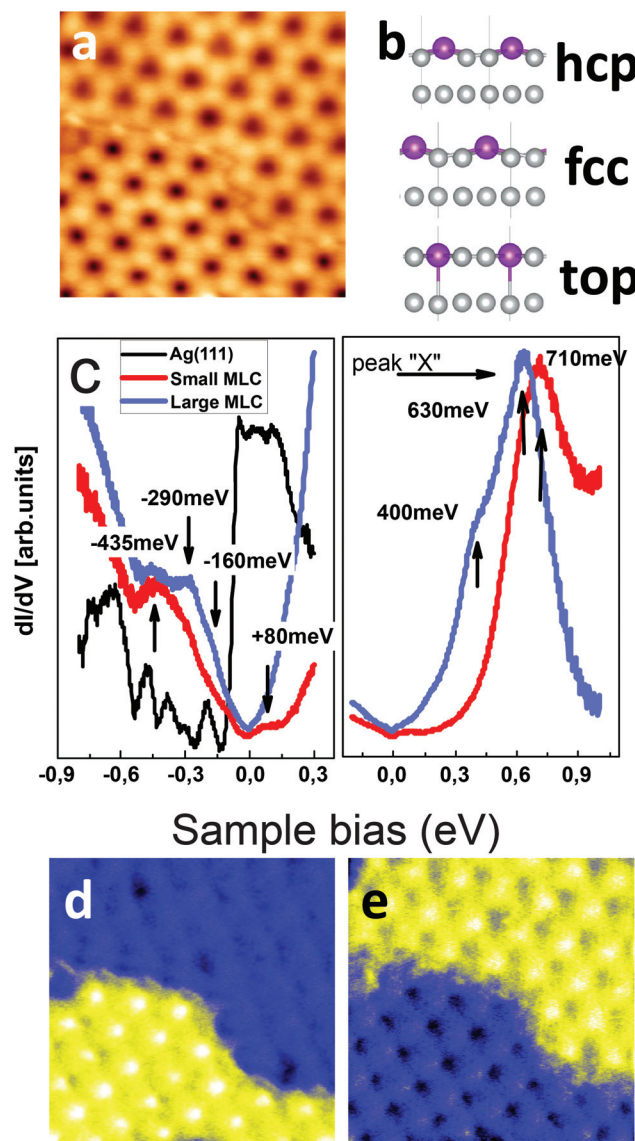 a
b
hcp
fcc
top
C
Ag(111)
Small MLC
Large MLC
-290meV
-435meV
-160meV
+80meV
peak "X"
710meV
630meV
400meV
dI/dV [arb.units]
-0,9 -0,6 -0,3 0,0 0,3
0,0 0,3 0,6 0,9
Sample bias (eV)
d
e